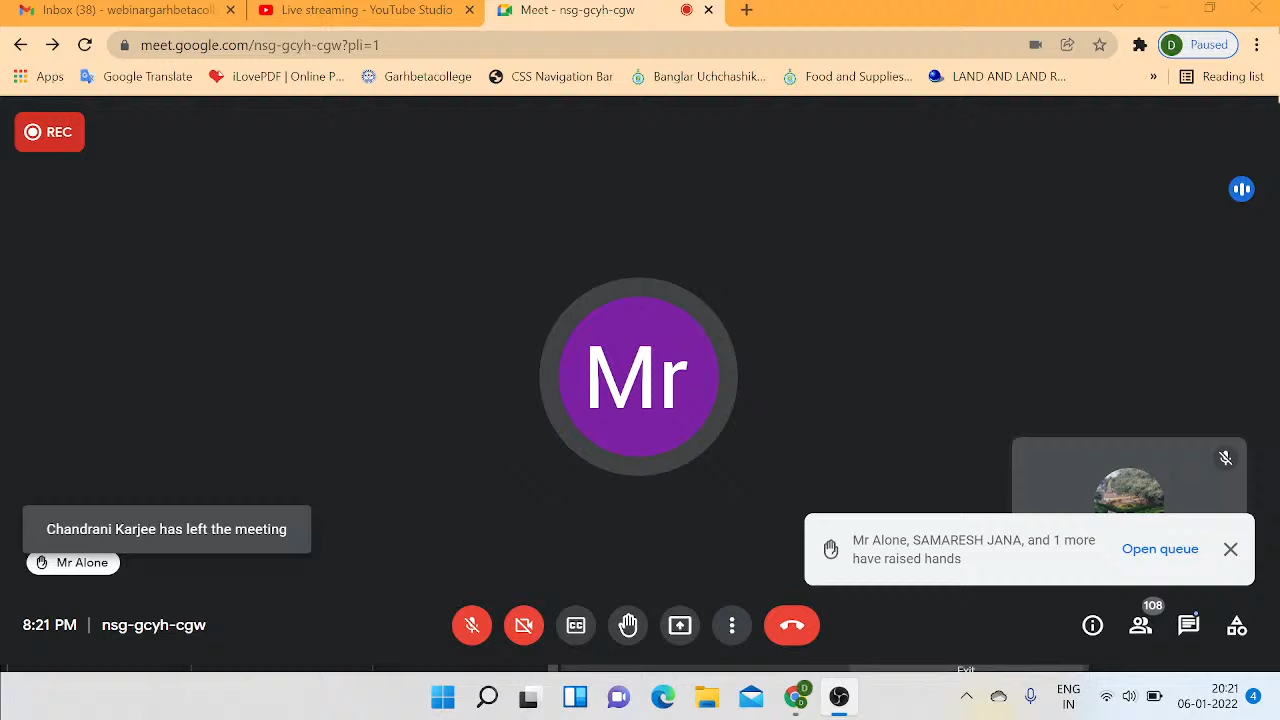 Inbox (38) - webinargarhbetacoll
Live streaming - YouTube Studio
Meet - nsg-gcyh-cgw
meet.google.com/nsg-gcyh-cgw?pli=1
D Paused
Apps
Google Translate
iLovePDF | Online P...
Garhbetacollege
CSS Navigation Bar
Banglar Uchchashik...
Food and Supplies...
LAND AND LAND R...
»
Reading list
REC
Mr
Chandrani Karjee has left the meeting
Mr Alone
Mr Alone, SAMARESH JANA, and 1 more
have raised hands
Open queue
8:21 PM | nsg-gcyh-cgw
CC
108
Exit
D
ENG
IN
20:21
06-01-2022
4